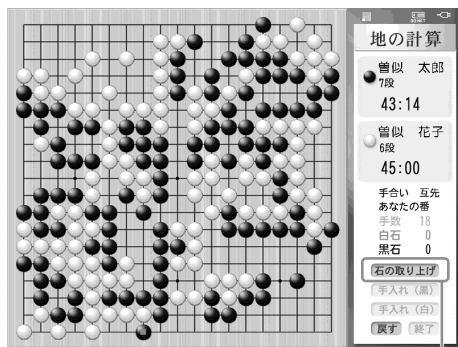 地の計算
曽似 太郎
7段
43:14
曽似 花子
6段
45:00
手合い 互先
あなたの番
手数 18
白石 0
黒石 0
石の取り上げ
手入れ（黒）
手入れ（白）
戻す 終了